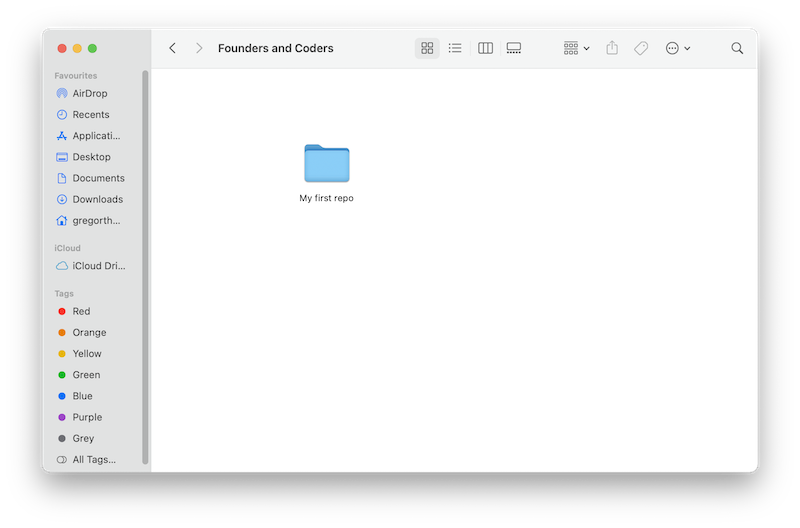 Founders and Coders
Favourites
AirDrop
Recents
Applicati...
Desktop
Documents
Downloads
gregorth...
iCloud
iCloud Dri...
Tags
Red
Orange
Yellow
Green
Blue
Purple
Grey
All Tags...
My first repo